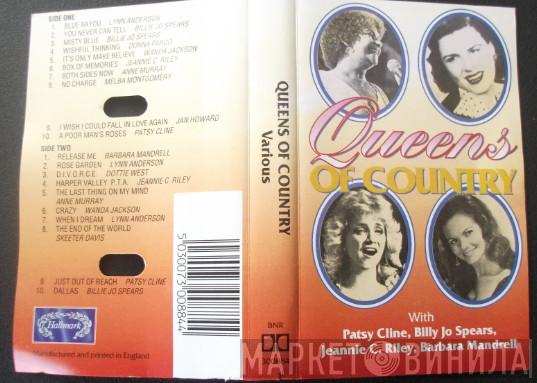 SIDE ONE
1. BLUE BAYOU LYNN ANDERSON
2. YOU NEVER CAN TELL BILLIE JO SPEARS
3. MISTY BLUE BILLIE JO SPEARS
4. WISHFUL THINKING DONNA FARGO
5. IT'S ONLY MAKE BELIEVE WANDA JACKSON
6. BOX OF MEMORIES JEANNIE C. RILEY
7. BOTH SIDES NOW ANNE MURRAY
8. NO CHARGE MELBA MONTGOMERY
9. I WISH I COULD FALL IN LOVE AGAIN JAN HOWARD
10. A POOR MAN'S ROSES PATSY CLINE
SIDE TWO
1. RELEASE ME BARBARA MANDRELL
2. ROSE GARDEN LYNN ANDERSON
3. D.I.V.O.R.C.E. DOTTIE WEST
4. HARPER VALLEY P.T.A. JEANNIE C. RILEY
5. THE LAST THING ON MY MIND
ANNE MURRAY
6. CRAZY WANDA JACKSON
7. WHEN I DREAM LYNN ANDERSON
8. THE END OF THE WORLD
SKEETER DAVIS
9. JUST OUT OF REACH PATSY CLINE
10. DALLAS BILLIE JO SPEARS
Hallmark
Manufactured and printed in England
5 030073 008844
QUEENS OF COUNTRY
Various
BNR
300884
Queens
OF COUNTRY
With
Patsy Cline, Billy Jo Spears,
Jeannie C. Riley, Barbara Mandrell
МАРКЕТ ВИНИЛА